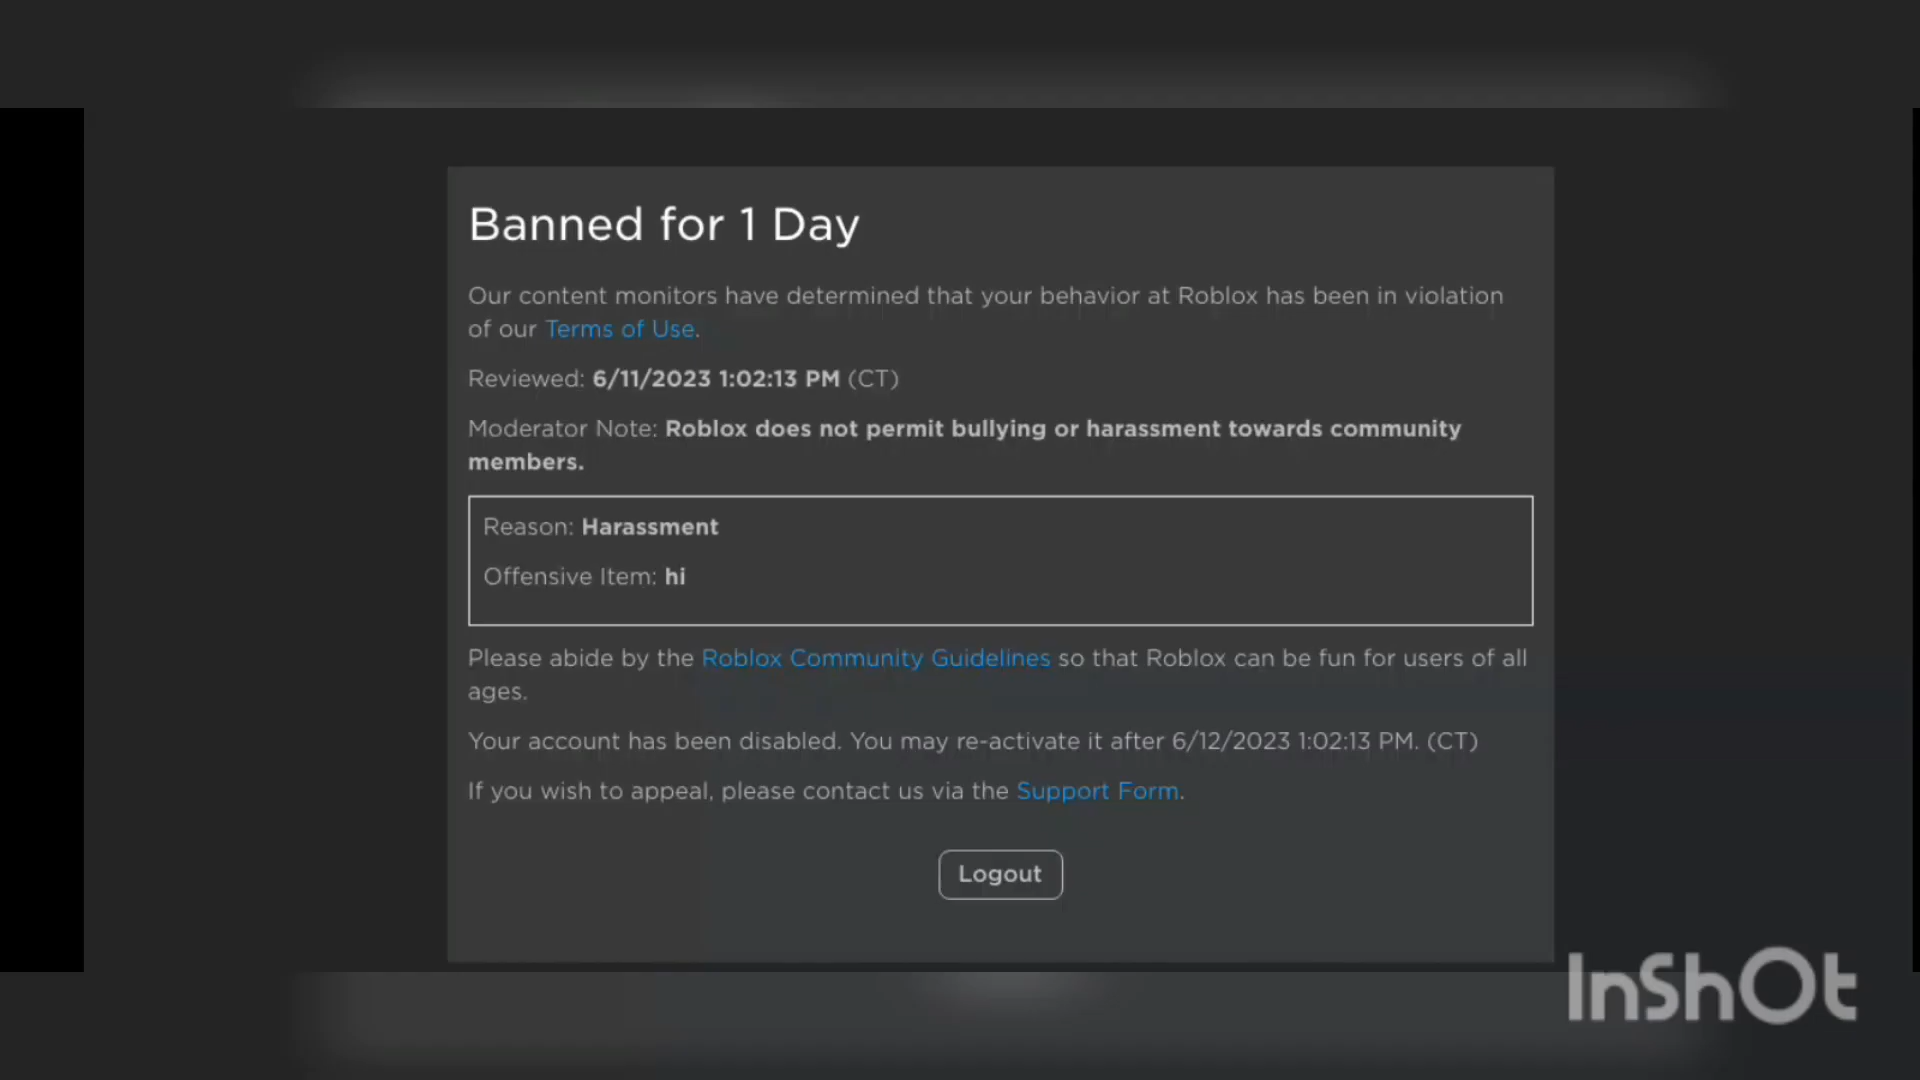 Banned for 1 Day
Our content monitors have determined that your behavior at Roblox has been in violation
of our Terms of Use.
Reviewed: 6/11/2023 1:02:13 PM (CT)
Moderator Note: Roblox does not permit bullying or harassment towards community
members.
Reason: Harassment
Offensive Item: hi
Please abide by the Roblox Community Guidelines so that Roblox can be fun for users of all
ages.
Your account has been disabled. You may re-activate it after 6/12/2023 1:02:13 PM. (CT)
If you wish to appeal, please contact us via the Support Form.
Logout
InShOt